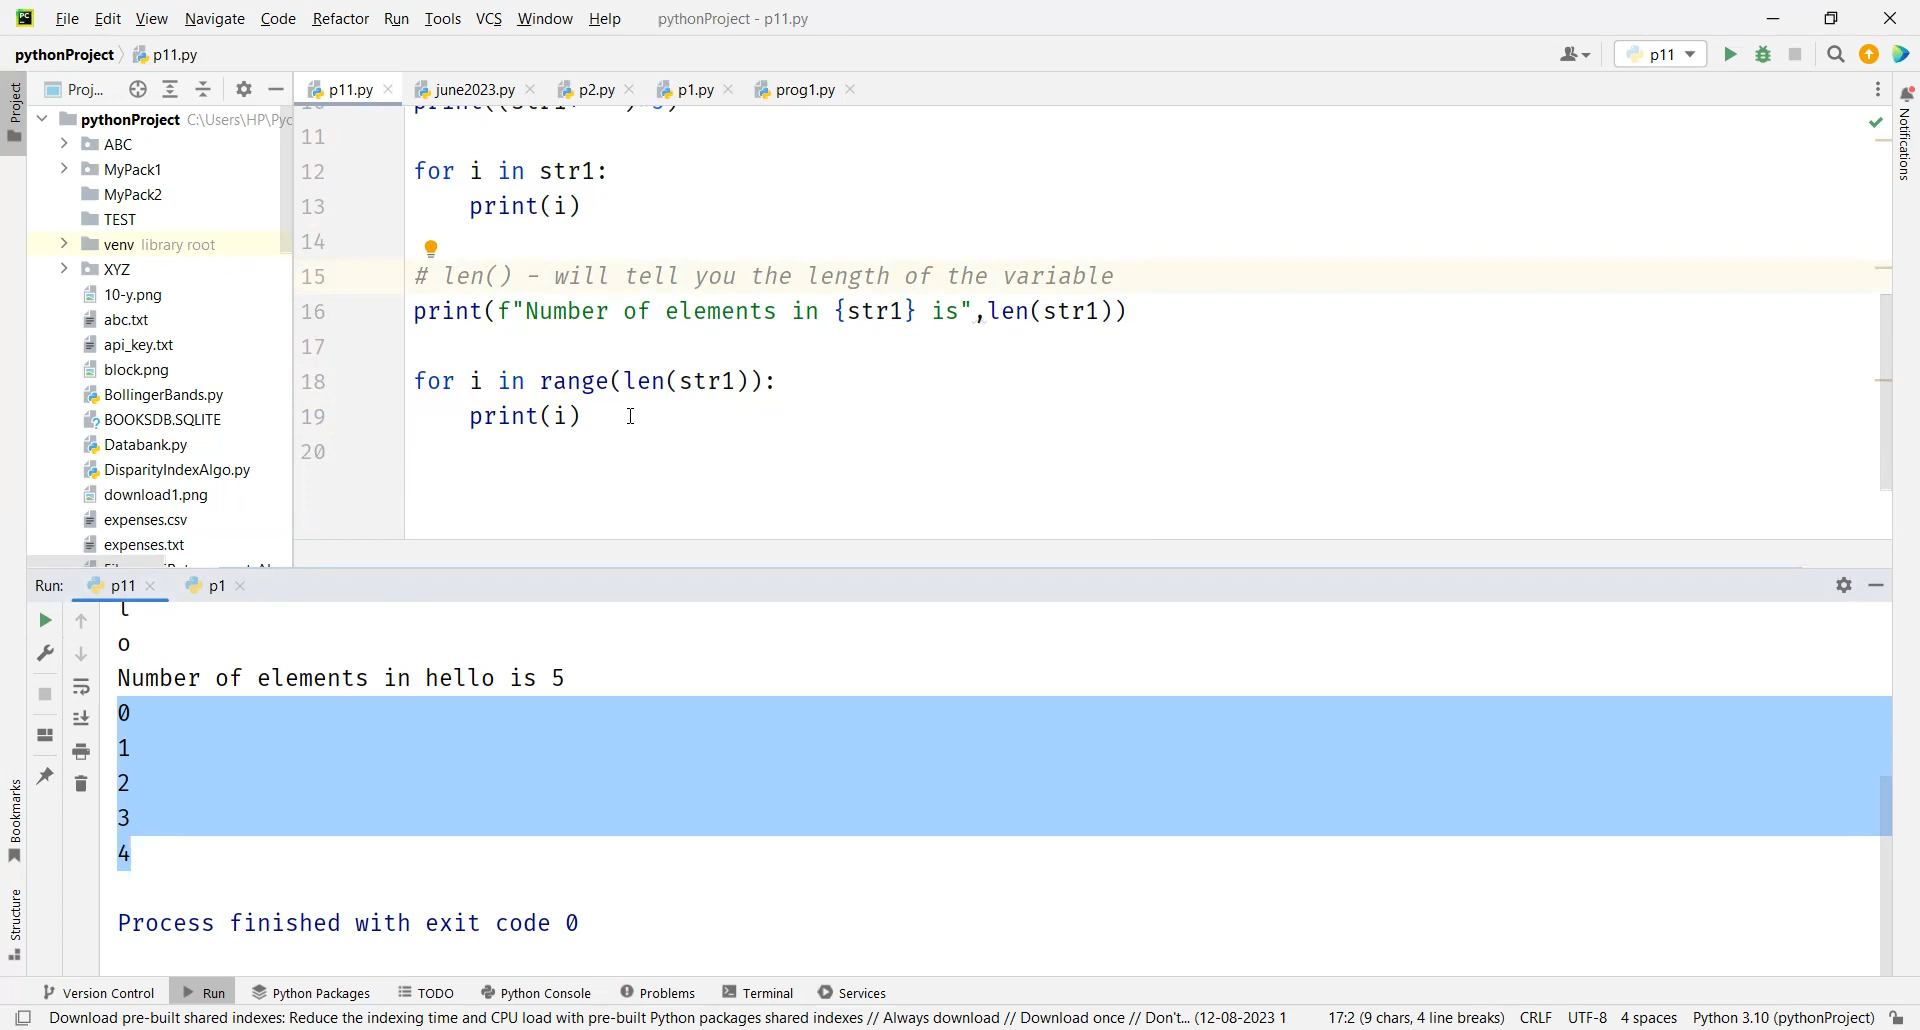 PC File Edit View Navigate Code Refactor Run Tools VCS Window Help pythonProject - p11.py
pythonProject p11.py p11
Project Proj... p11.py june2023.py p2.py p1.py prog1.py Notifications
pythonProject C:\Users\HP\Pyc
ABC
MyPack1
MyPack2
TEST
venv library root
XYZ
10-y.png
abc.txt
api_key.txt
block.png
BollingerBands.py
BOOKSDB.SQLITE
Databank.py
DisparityIndexAlgo.py
download1.png
expenses.csv
expenses.txt
11
12 for i in str1:
13 print(i)
14
15 # len() - will tell you the length of the variable
16 print(f"Number of elements in {str1} is",len(str1))
17
18 for i in range(len(str1)):
19 print(i)
20
Run: p11 p1
l
o
Number of elements in hello is 5
0
1
2
3
4
Process finished with exit code 0
Bookmarks
Structure
Version Control Run Python Packages TODO Python Console Problems Terminal Services
Download pre-built shared indexes: Reduce the indexing time and CPU load with pre-built Python packages shared indexes // Always download // Download once // Don't... (12-08-2023 1 17:2 (9 chars, 4 line breaks) CRLF UTF-8 4 spaces Python 3.10 (pythonProject)